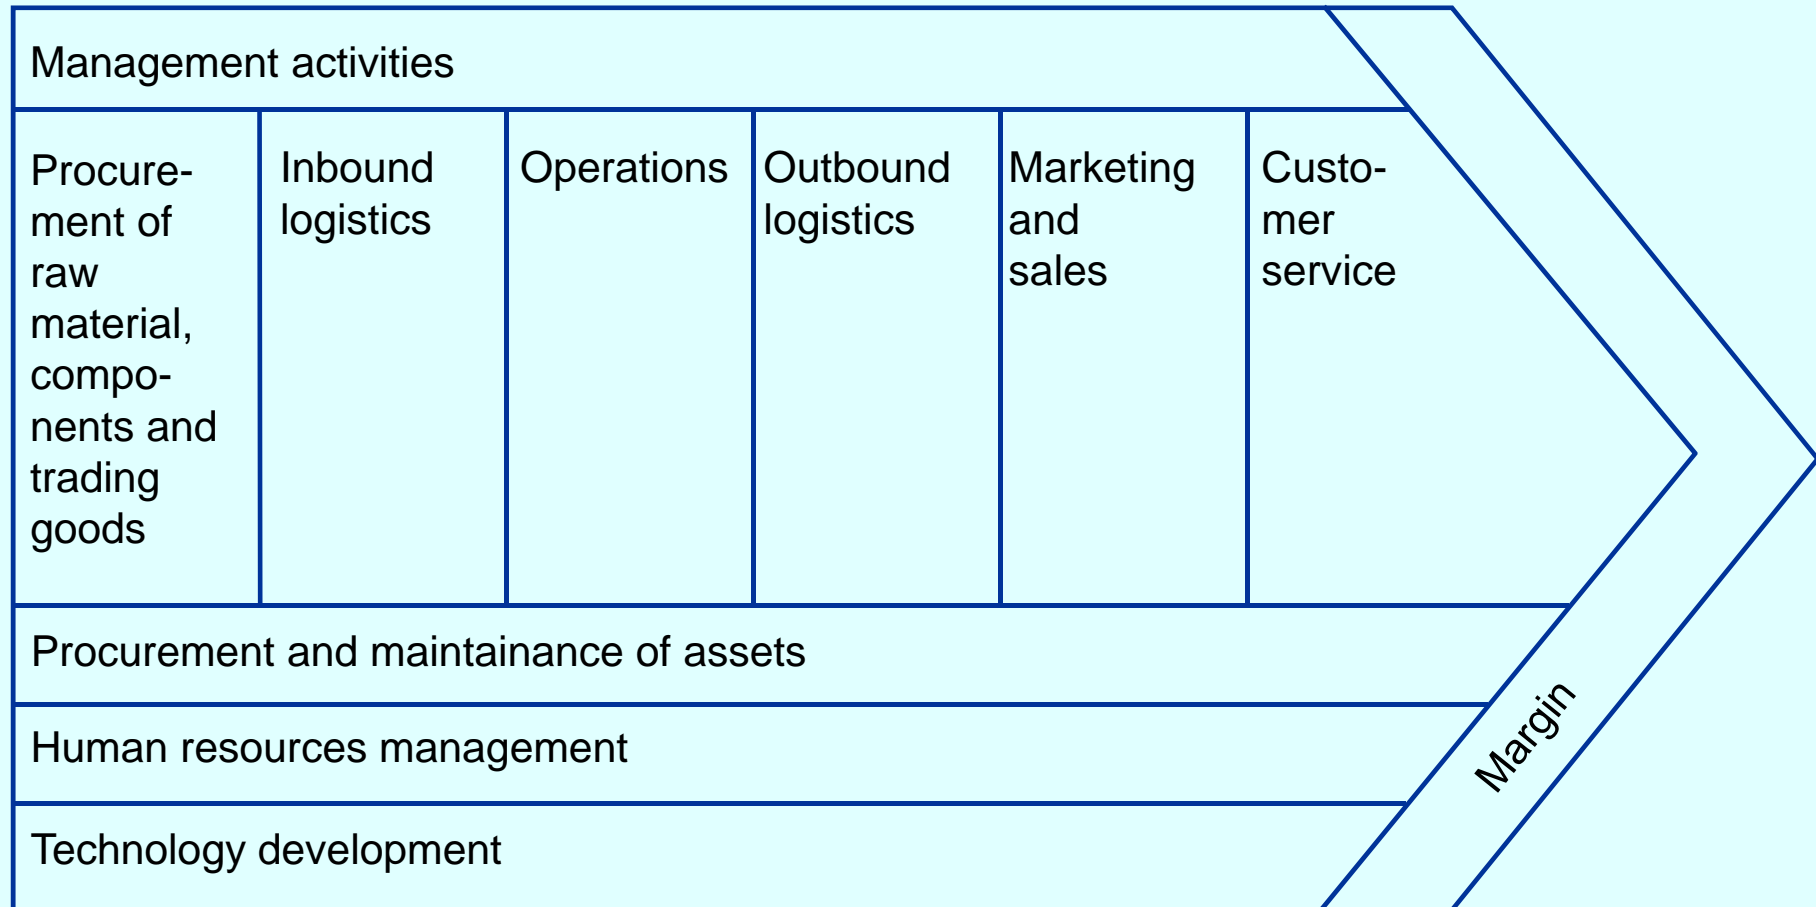 Management activities
Procure-
ment of
raw
material,
compo-
nents and
trading
goods
Inbound
logistics
Operations
Outbound
logistics
Marketing
and
sales
Custo-
mer
service
Procurement and maintainance of assets
Human resources management
Technology development
Margin